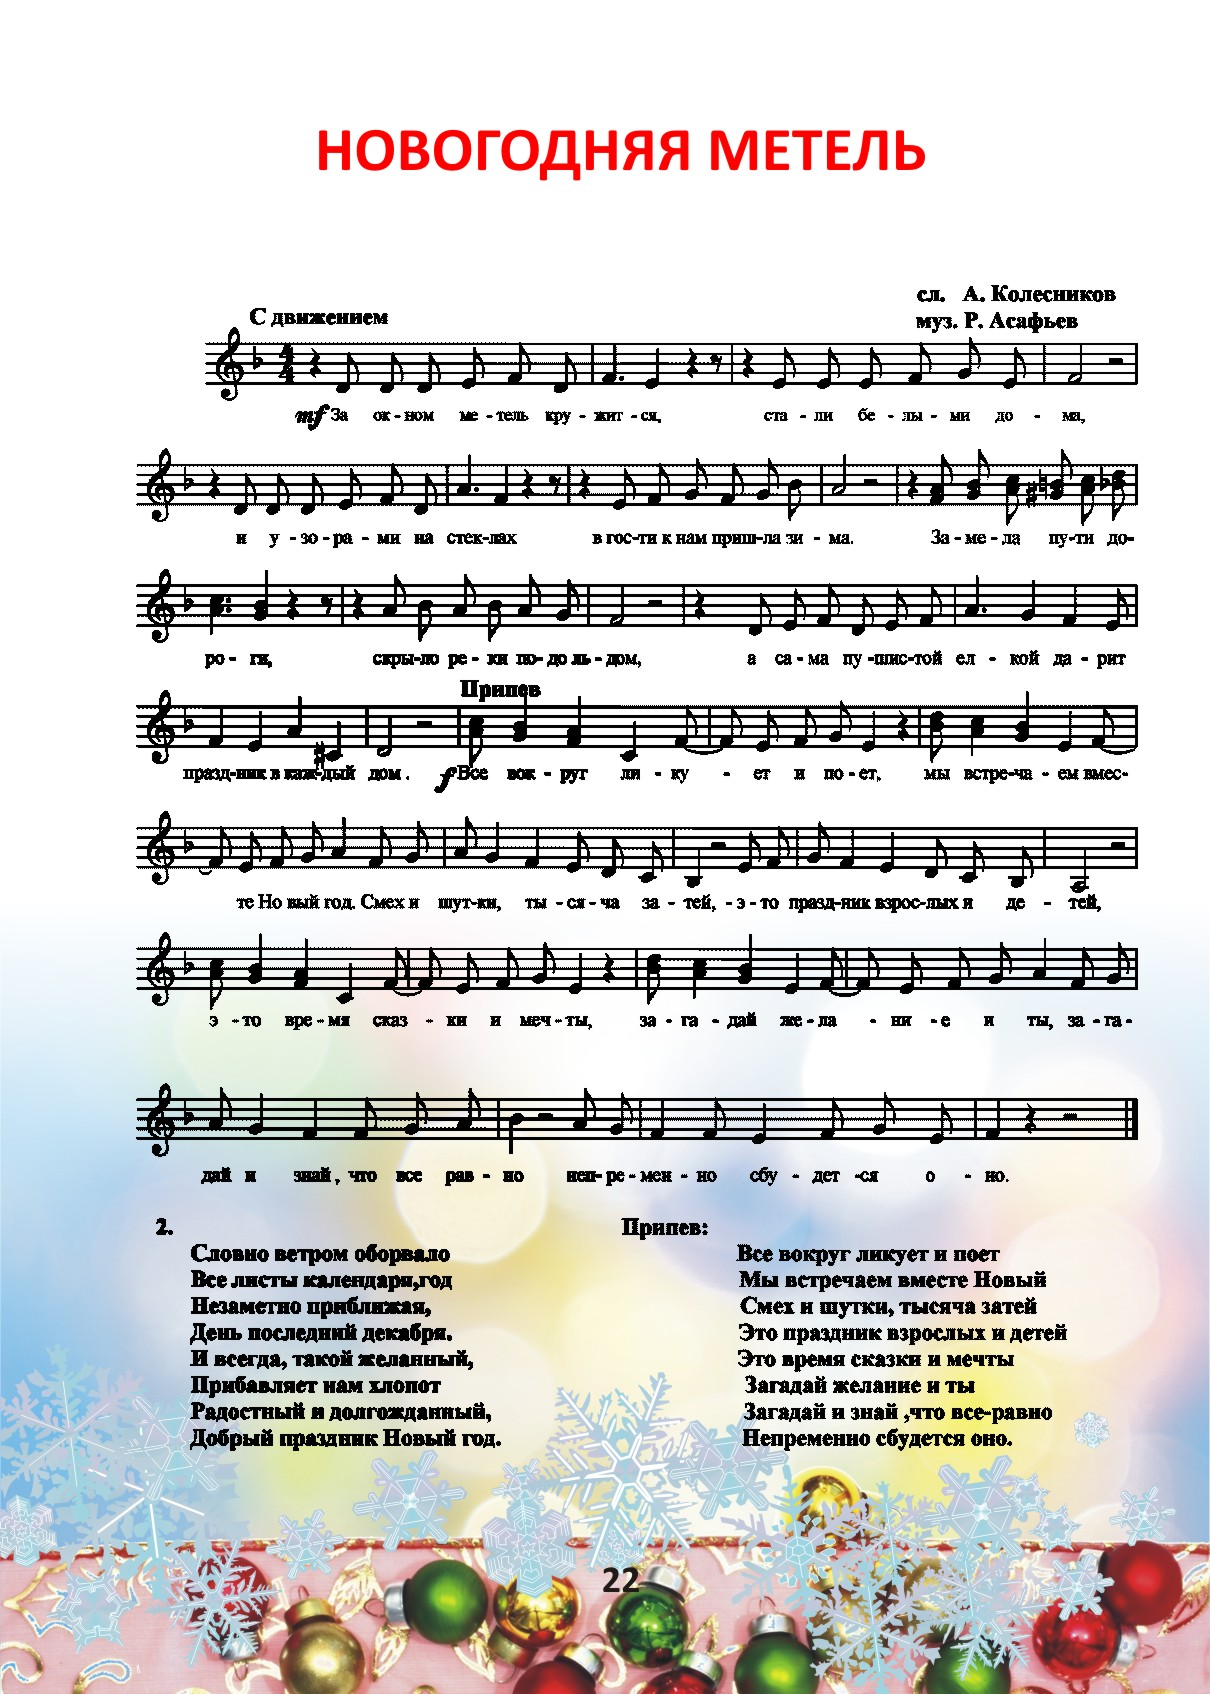 НОВОГОДНЯЯ МЕТЕЛЬ
сл. А. Колесников
С движением
муз. Р. Асафьев
mf За ок - ном ме - тель кру - жит - ся, ста - ли бе - лы - ми до - ма,
и у - зо - ра - ми на стек-лах в гос-ти к нам приш-ла зи - ма. За - ме - ла пу-ти до-
ро - ги, скры-ло ре - ки по-до ль-дом, а са - ма пу-шис-той ел - кой да - рит
Припев
празд-ник в каж-дый дом. f Все вок - руг ли - ку - ет и по-ет, мы встре-ча - ем вмес-
те Но вый год. Смех и шут-ки, ты - ся - ча за - тей, - э - то празд-ник взрос-лых и де - тей,
э - то вре - мя сказ - ки и меч - ты, за - га - дай же - ла - ни - е и ты, за - га -
дай и знай, что все рав - но неп- ре - мен - но сбу - дет -ся о - но.
2.
Словно ветром оборвало
Все листы календаря,год
Незаметно приближая,
День последний декабря.
И всегда, такой желанный,
Прибавляет нам хлопот
Радостный и долгожданный,
Добрый праздник Новый год.
Припев:
Все вокруг ликует и поет
Мы встречаем вместе Новый
Смех и шутки, тысяча затей
Это праздник взрослых и детей
Это время сказки и мечты
Загадай желание и ты
Загадай и знай ,что все-равно
Непременно сбудется оно.
22